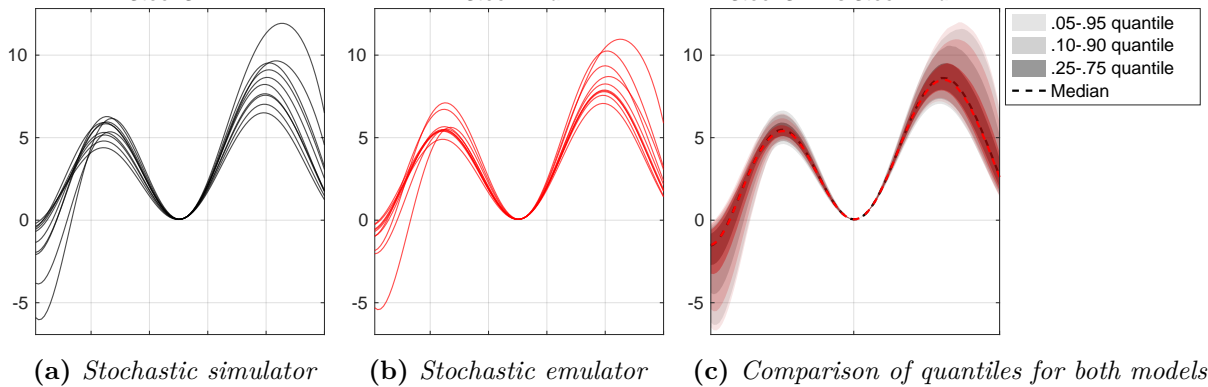 10
5
0
-5
10
5
0
-5
10
5
0
-5
.05-.95 quantile
.10-.90 quantile
.25-.75 quantile
Median
(a) Stochastic simulator
(b) Stochastic emulator
(c) Comparison of quantiles for both models